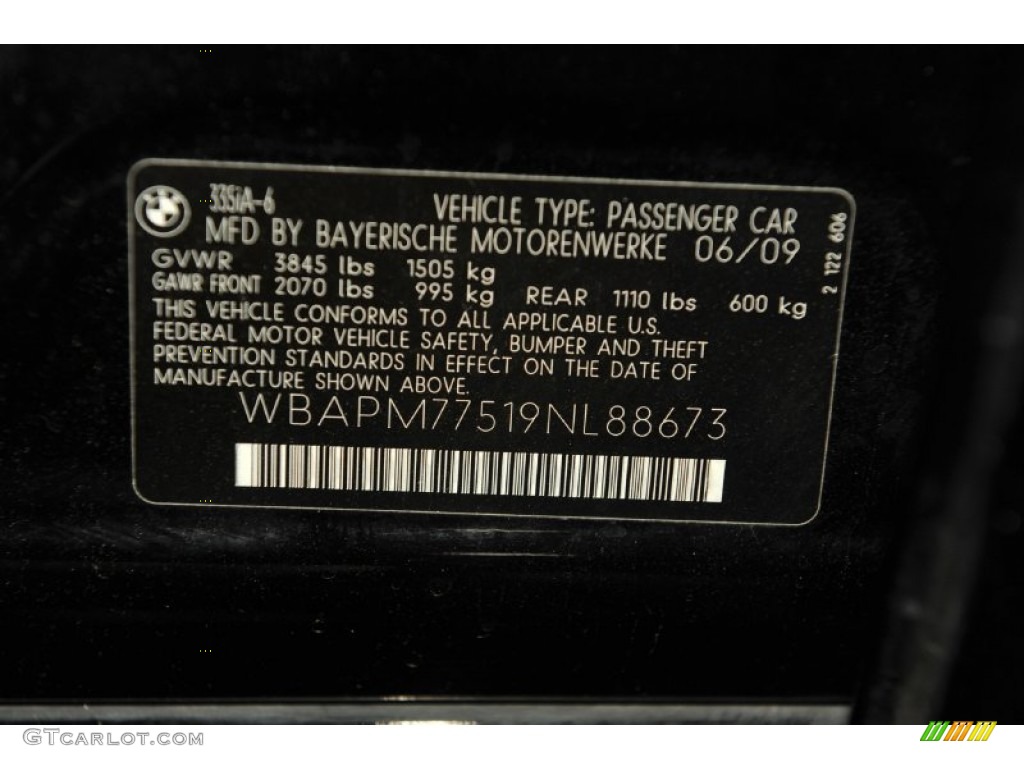 33SiA-6
VEHICLE TYPE: PASSENGER CAR
MFD BY BAYERISCHE MOTORENWERKE 06/09
GVWR 3845 lbs 1505 kg
GAWR FRONT 2070 lbs 995 kg REAR 1110 lbs 600 kg
THIS VEHICLE CONFORMS TO ALL APPLICABLE U.S.
FEDERAL MOTOR VEHICLE SAFETY, BUMPER AND THEFT
PREVENTION STANDARDS IN EFFECT ON THE DATE OF
MANUFACTURE SHOWN ABOVE.
WBAPM77519NL88673
2 122 606
GTCarlot.com